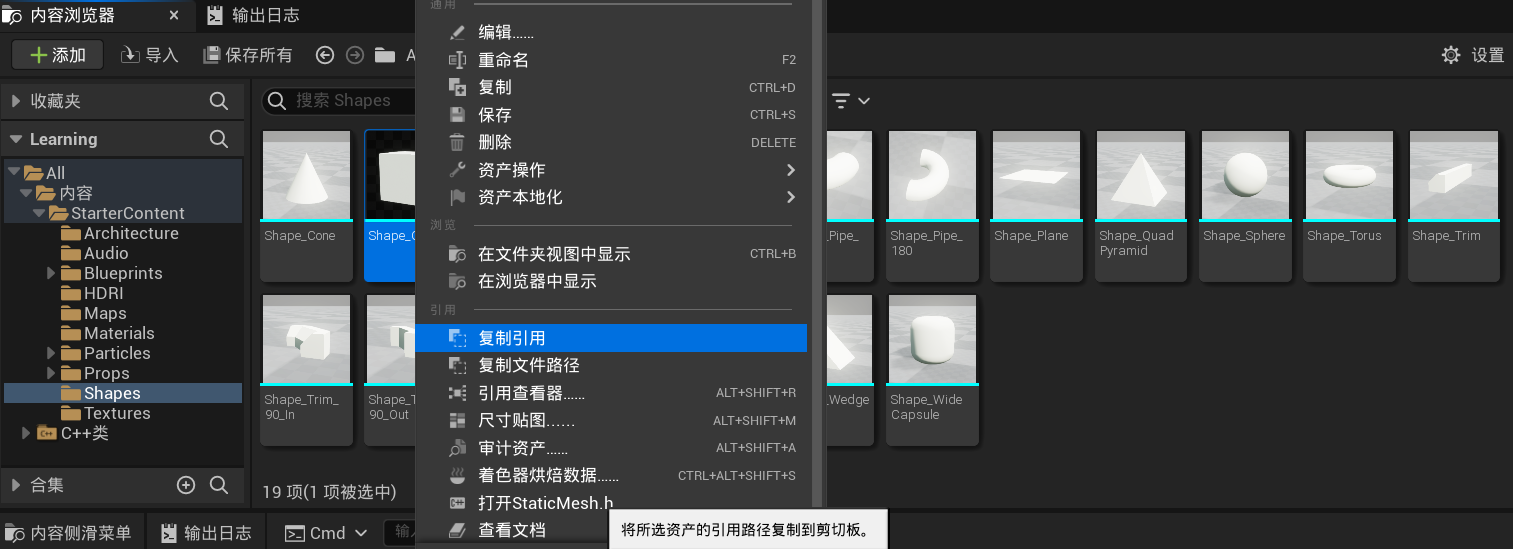 内容浏览器
输出日志
添加
导入
保存所有
A
设置
收藏夹
搜索 Shapes
Learning
All
内容
StarterContent
Architecture
Audio
Blueprints
HDRI
Maps
Materials
Particles
Props
Shapes
Textures
C++类
合集
通用
编辑……
重命名 F2
复制 CTRL+D
保存 CTRL+S
删除 DELETE
资产操作
资产本地化
浏览
在文件夹视图中显示 CTRL+B
在浏览器中显示
引用
复制引用
复制文件路径
引用查看器…… ALT+SHIFT+R
尺寸贴图…… ALT+SHIFT+M
审计资产…… ALT+SHIFT+A
着色器烘焙数据…… CTRL+ALT+SHIFT+S
打开StaticMesh.h
查看文档
将所选资产的引用路径复制到剪切板。
Shape_Cone
Shape_C
_Pipe_
Shape_Pipe_
180
Shape_Plane
Shape_Quad
Pyramid
Shape_Sphere
Shape_Torus
Shape_Trim
Shape_Trim_
90_In
Shape_T
90_Out
_Wedge
Shape_Wide
Capsule
19 项(1 项被选中)
内容侧滑菜单
输出日志
Cmd
输